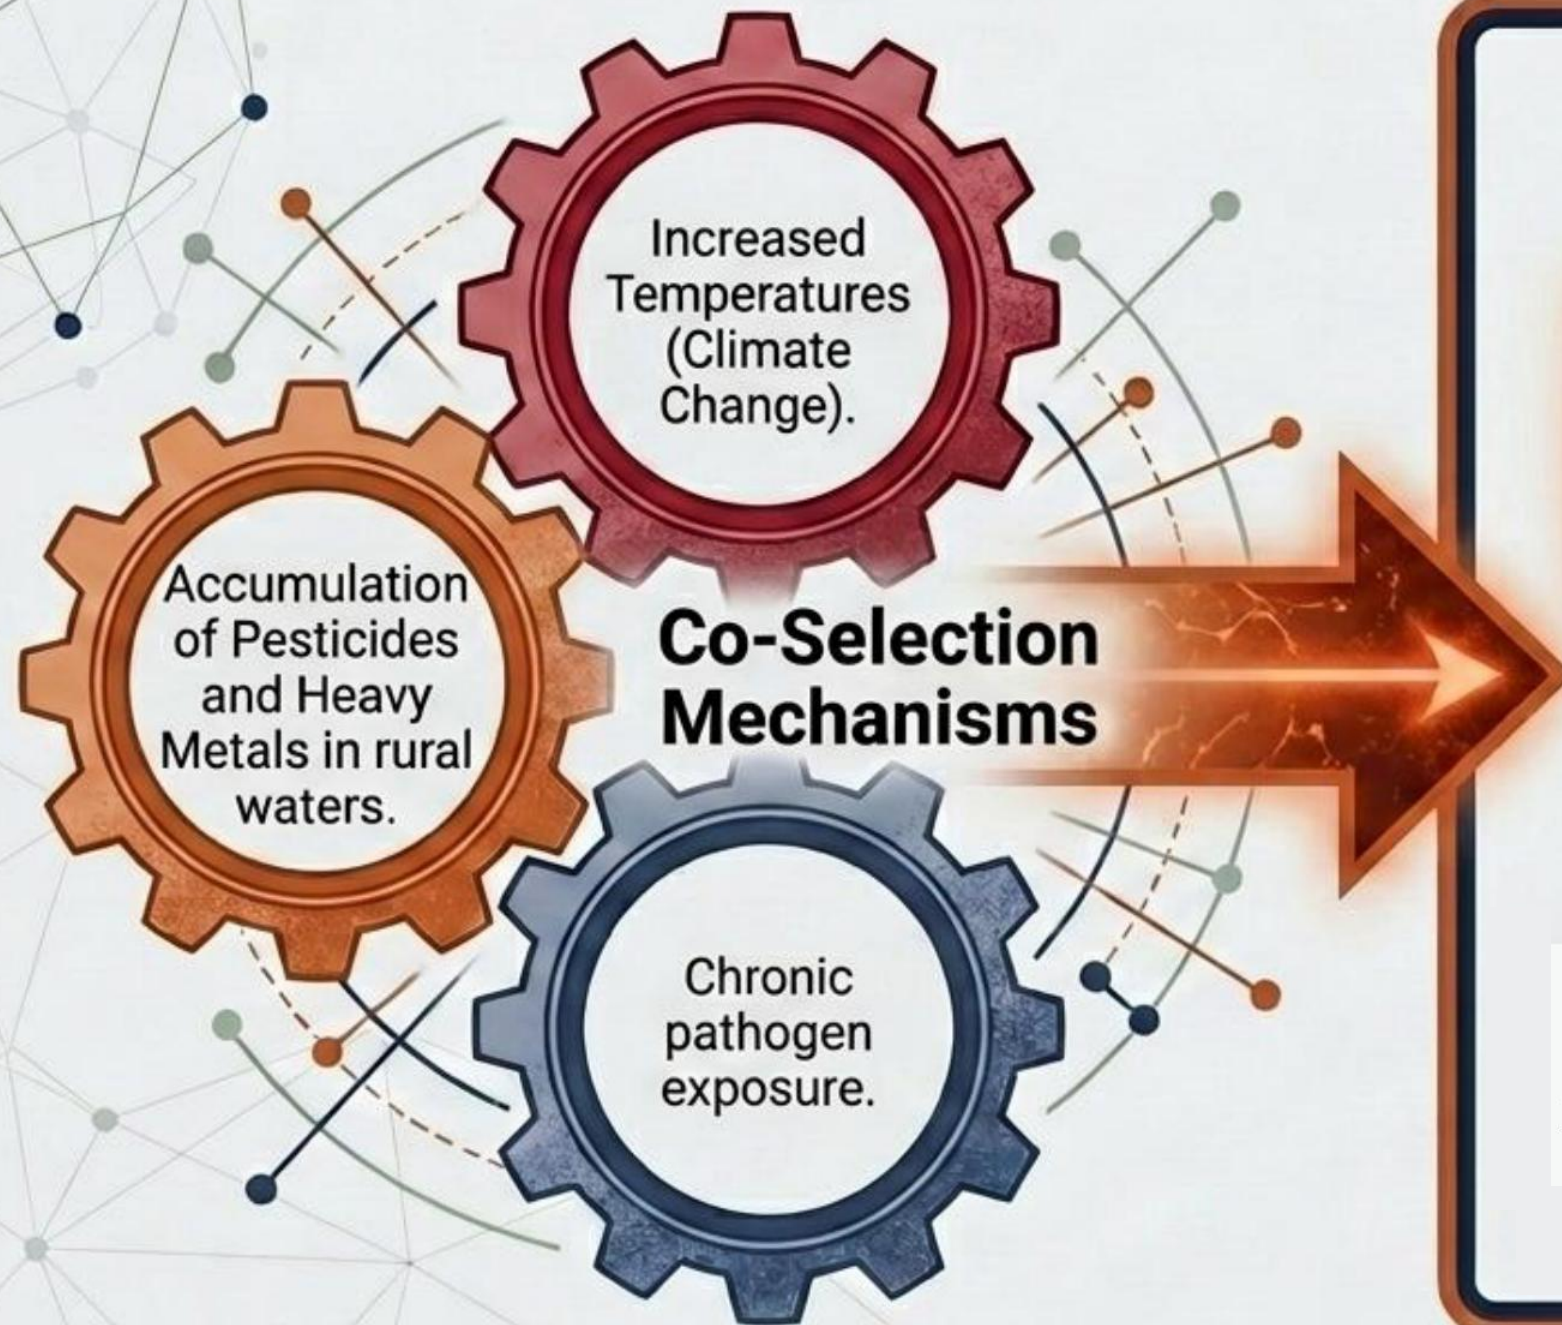 Increased
Temperatures
(Climate
Change).
Accumulation
of Pesticides
and Heavy
Metals in rural
waters.
Co-Selection
Mechanisms
Chronic
pathogen
exposure.